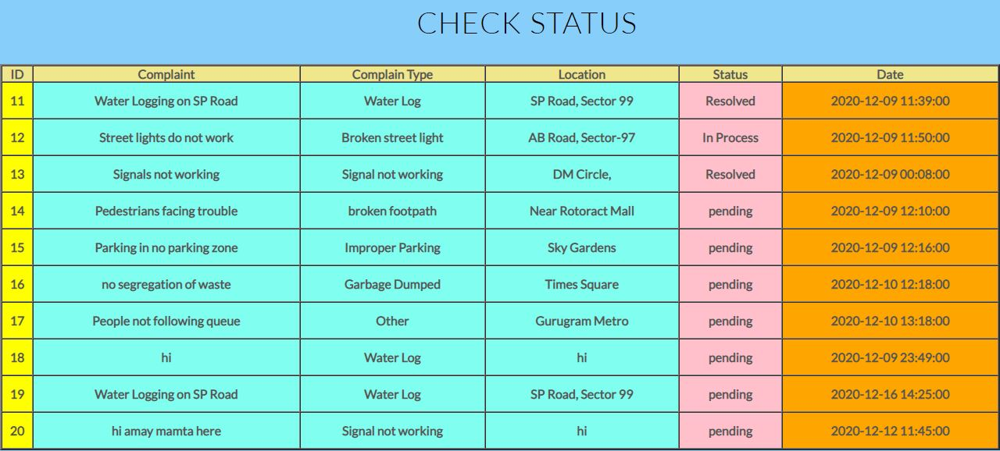 CHECK STATUS
ID Complaint Complain Type Location Status Date
11 Water Logging on SP Road Water Log SP Road, Sector 99 Resolved 2020-12-09 11:39:00
12 Street lights do not work Broken street light AB Road, Sector-97 In Process 2020-12-09 11:50:00
13 Signals not working Signal not working DM Circle, Resolved 2020-12-09 00:08:00
14 Pedestrians facing trouble broken footpath Near Rotoract Mall pending 2020-12-09 12:10:00
15 Parking in no parking zone Improper Parking Sky Gardens pending 2020-12-09 12:16:00
16 no segregation of waste Garbage Dumped Times Square pending 2020-12-10 12:18:00
17 People not following queue Other Gurugram Metro pending 2020-12-10 13:18:00
18 hi Water Log hi pending 2020-12-09 23:49:00
19 Water Logging on SP Road Water Log SP Road, Sector 99 pending 2020-12-16 14:25:00
20 hi amay mamta here Signal not working hi pending 2020-12-12 11:45:00